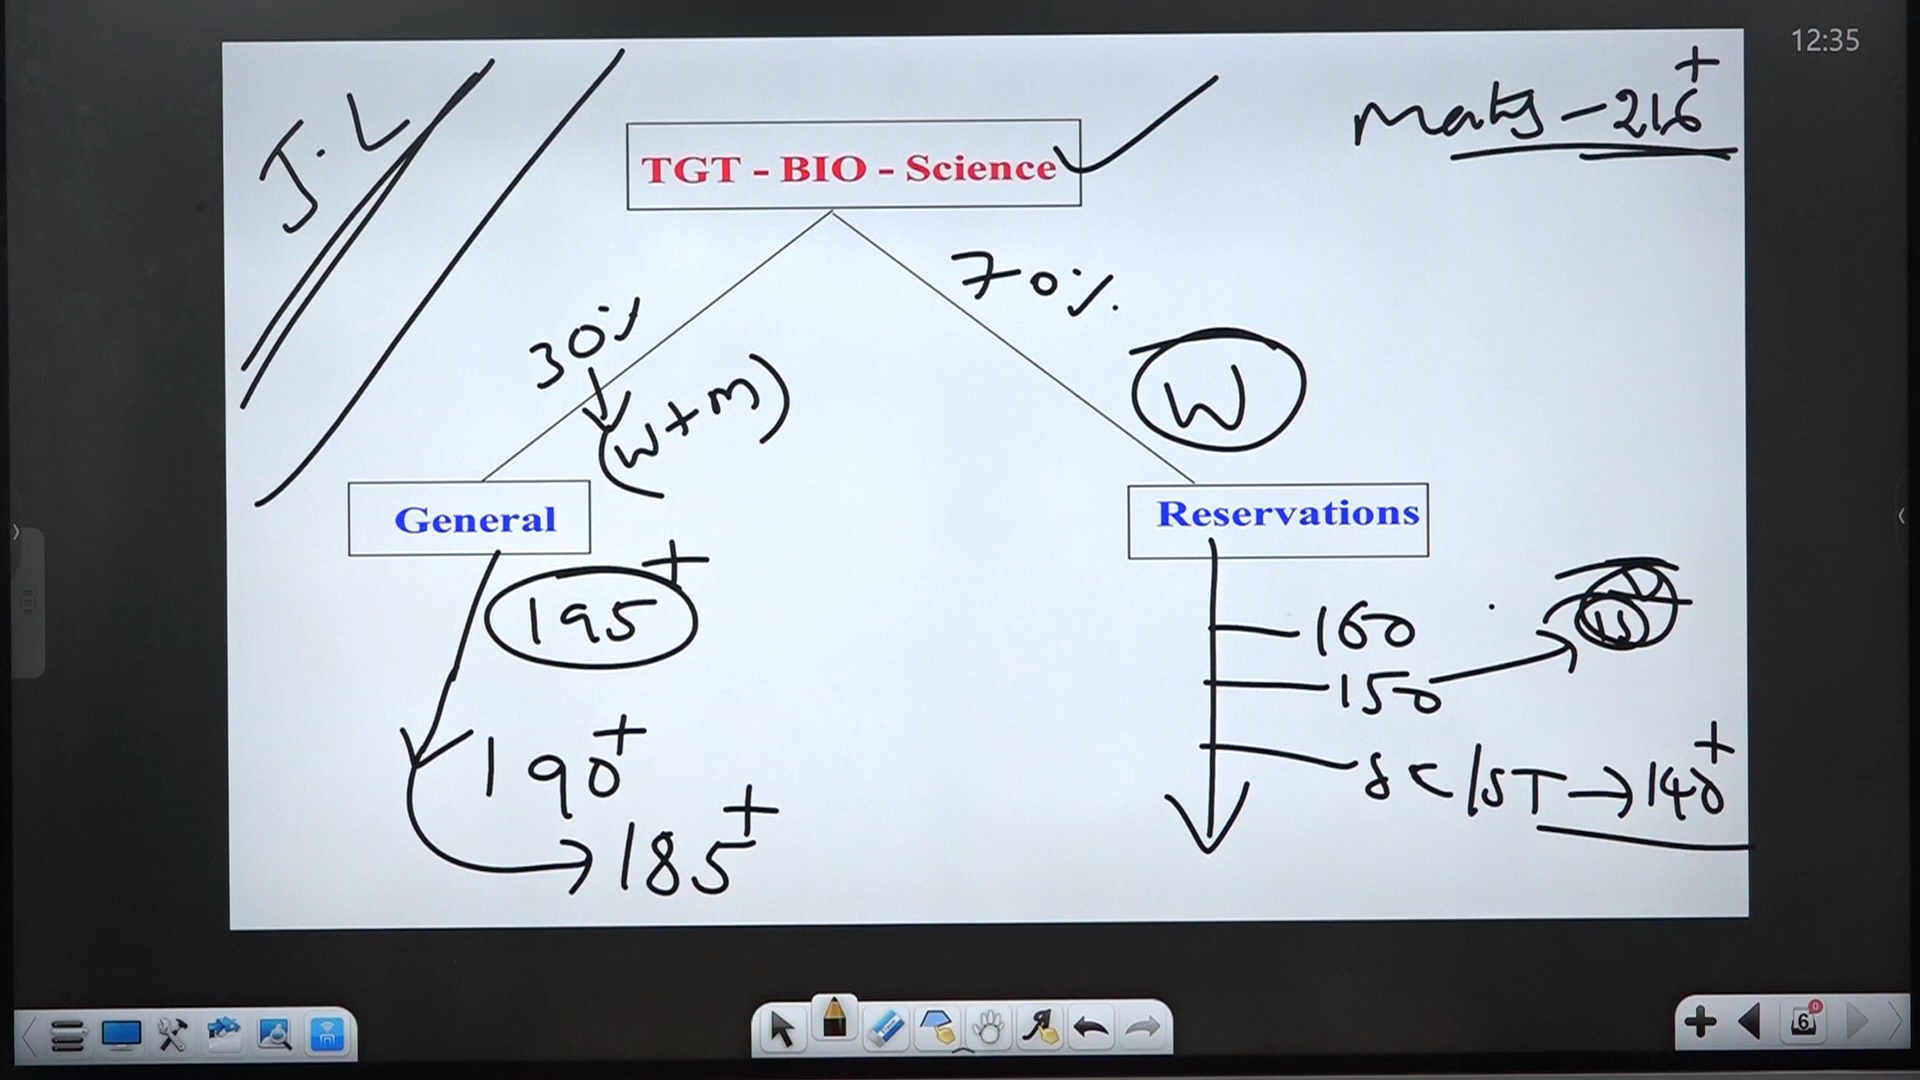 12:35
J.L
Maths - 216+
TGT - BIO - Science
70%
30%
(W+M)
W
General
Reservations
195+
160
150
190+
SC/ST → 140+
185+
6